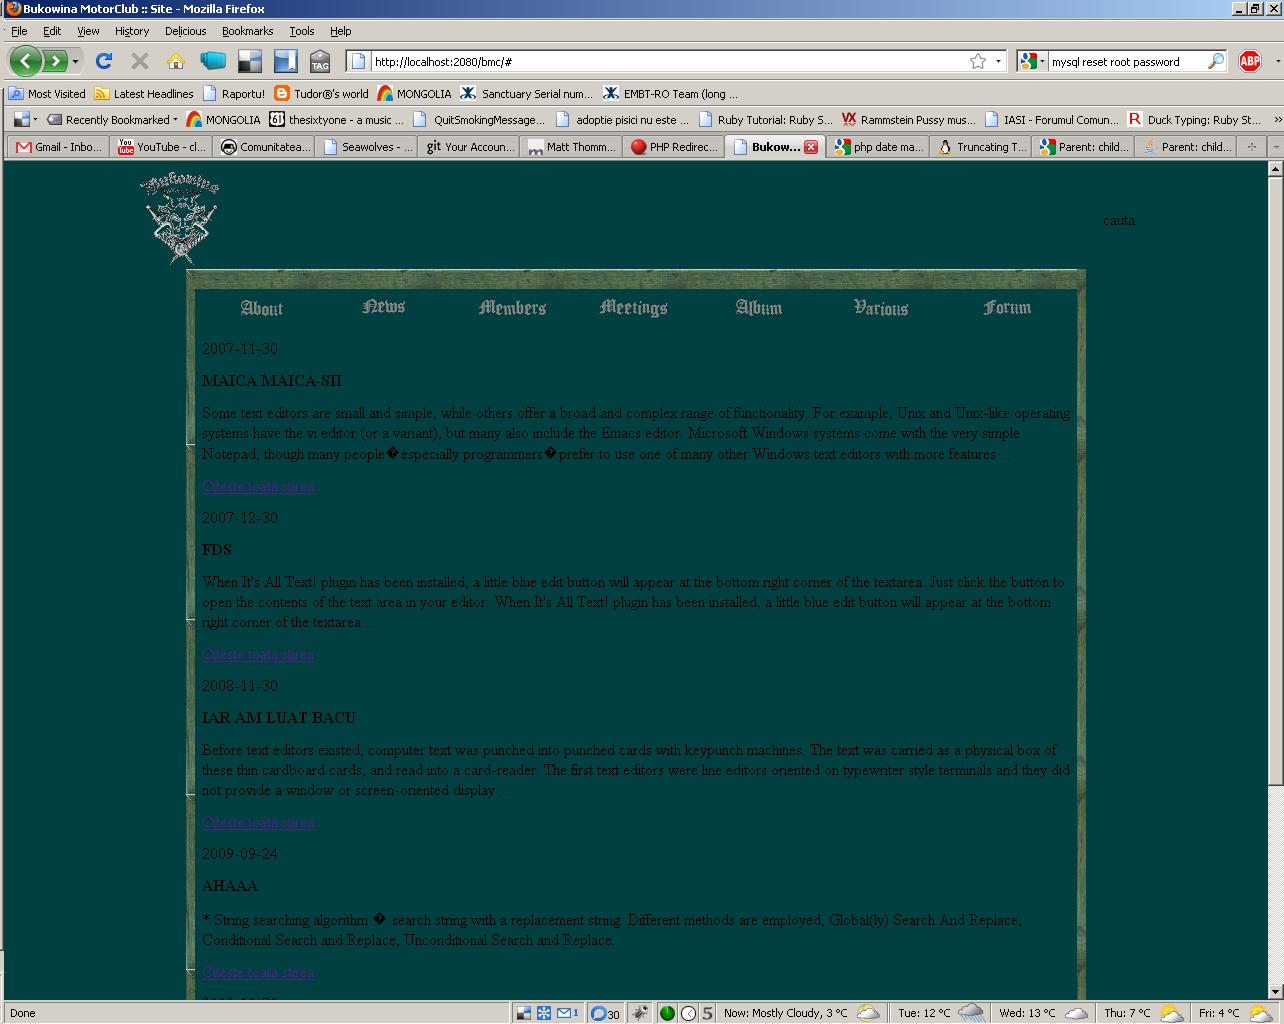 Bukowina MotorClub :: Site - Mozilla Firefox
File Edit View History Delicious Bookmarks Tools Help
TAG http://localhost:2080/bmc/# mysql reset root password ABP
Most Visited Latest Headlines Raportu! Tudor®'s world MONGOLIA Sanctuary Serial num... EMBT-RO Team (long ...
Recently Bookmarked MONGOLIA 61 thesixtyone - a music ... QuitSmokingMessage... adoptie pisici nu este ... Ruby Tutorial: Ruby S... VX Rammstein Pussy mus... IASI - Forumul Comun... R Duck Typing: Ruby St... »
Gmail - Inbo... You Tube YouTube - cl... Comunitatea... Seawolves - ... git Your Accoun... Matt Thomm... PHP Redirec... Bukow... php date ma... Truncating T... Parent: child... Parent: child...
Bukowina
cauta
About News Members Meetings Album Various Forum
2007-11-30
MAICA MAICA-SII
Some text editors are small and simple, while others offer a broad and complex range of functionality. For example, Unix and Unix-like operating
systems have the vi editor (or a variant), but many also include the Emacs editor. Microsoft Windows systems come with the very simple
Notepad, though many people�especially programmers�prefer to use one of many other Windows text editors with more features ...
Citeste toata stirea
2007-12-30
FDS
When It's All Text! plugin has been installed, a little blue edit button will appear at the bottom right corner of the textarea. Just click the button to
open the contents of the text area in your editor. When It's All Text! plugin has been installed, a little blue edit button will appear at the bottom
right corner of the textarea ...
Citeste toata stirea
2008-11-30
IAR AM LUAT BACU
Before text editors existed, computer text was punched into punched cards with keypunch machines. The text was carried as a physical box of
these thin cardboard cards, and read into a card-reader. The first text editors were line editors oriented on typewriter style terminals and they did
not provide a window or screen-oriented display ...
Citeste toata stirea
2009-09-24
AHAAA
* String searching algorithm � search string with a replacement string. Different methods are employed, Global(ly) Search And Replace,
Conditional Search and Replace, Unconditional Search and Replace.
Citeste toata stirea
Done 1 30 5 Now: Mostly Cloudy, 3 °C Tue: 12 °C Wed: 13 °C Thu: 7 °C Fri: 4 °C